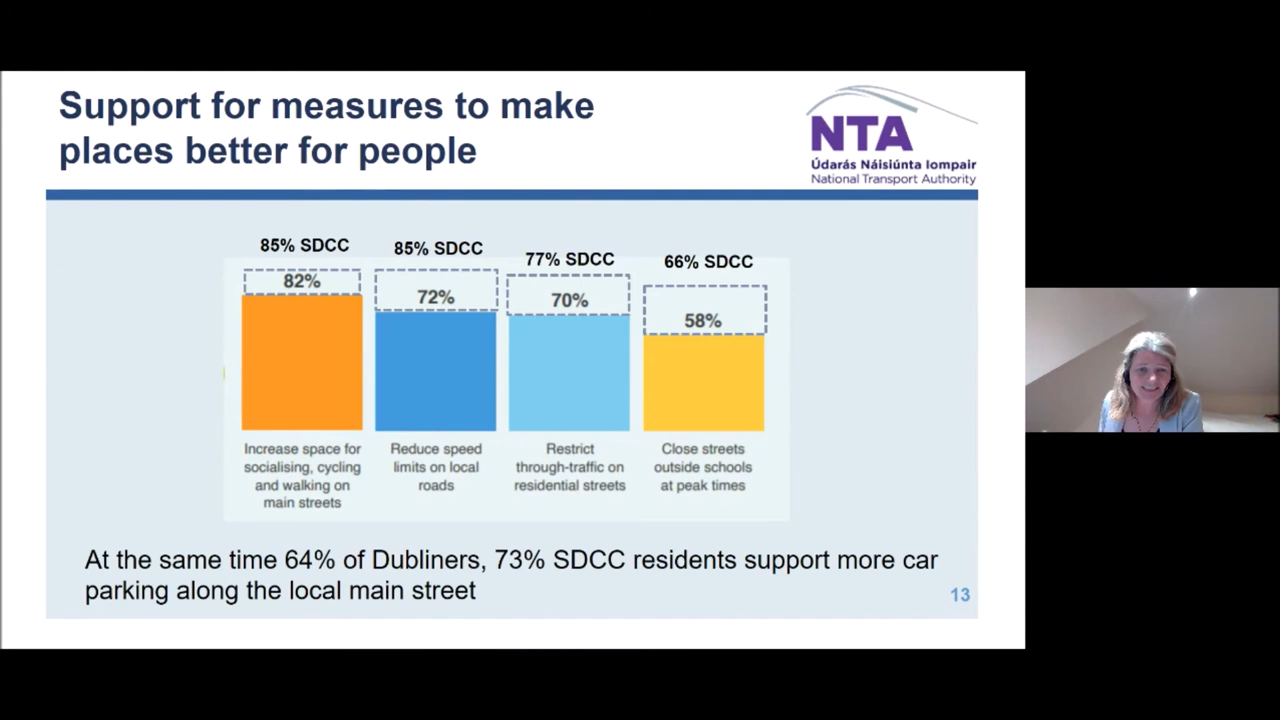 Support for measures to make
places better for people
NTA
Údarás Náisiúnta Iompair
National Transport Authority
85% SDCC
85% SDCC
77% SDCC
66% SDCC
82%
72%
70%
58%
Increase space for
socialising, cycling
and walking on
main streets
Reduce speed
limits on local
roads
Restrict
through-traffic on
residential streets
Close streets
outside schools
at peak times
At the same time 64% of Dubliners, 73% SDCC residents support more car
parking along the local main street
13